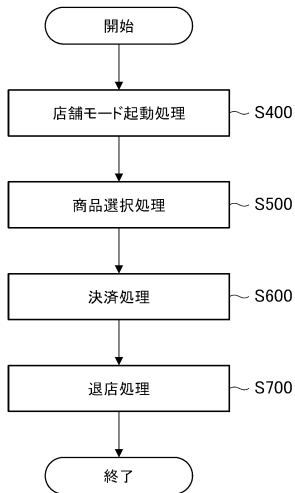 開始
店舗モード起動処理 S400
商品選択処理 S500
決済処理 S600
退店処理 S700
終了